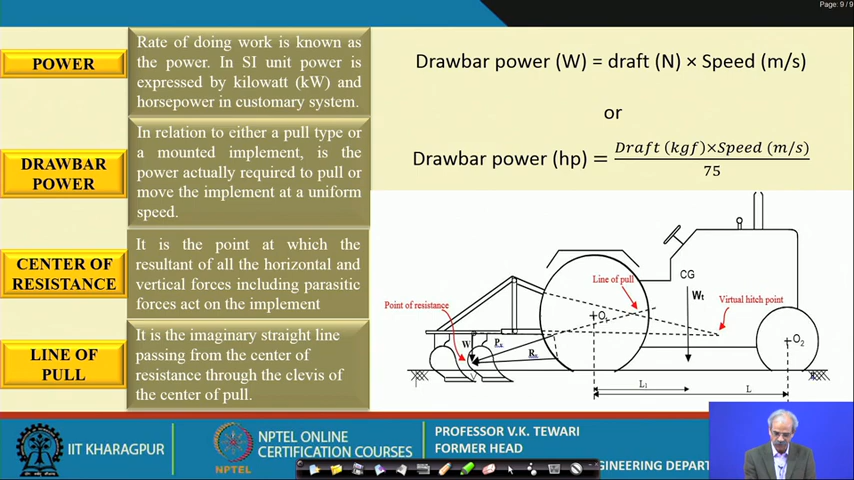 Page: 9 / 9
POWER
Rate of doing work is known as
the power. In SI unit power is
expressed by kilowatt (kW) and
horsepower in customary system.
DRAWBAR
POWER
In relation to either a pull type or
a mounted implement, is the
power actually required to pull or
move the implement at a uniform
speed.
CENTER OF
RESISTANCE
It is the point at which the
resultant of all the horizontal and
vertical forces including parasitic
forces act on the implement
LINE OF
PULL
It is the imaginary straight line
passing from the center of
resistance through the clevis of
the center of pull.
Drawbar power (W) = draft (N) × Speed (m/s)
or
Drawbar power (hp) = Draft (kgf)×Speed (m/s)
75
Line of pull
CG
Wt
Virtual hitch point
Point of resistance
O
O2
W
P
R
L1
L
IIT KHARAGPUR
NPTEL
NPTEL ONLINE
CERTIFICATION COURSES
PROFESSOR V.K. TEWARI
FORMER HEAD
ENGINEERING DEPAR